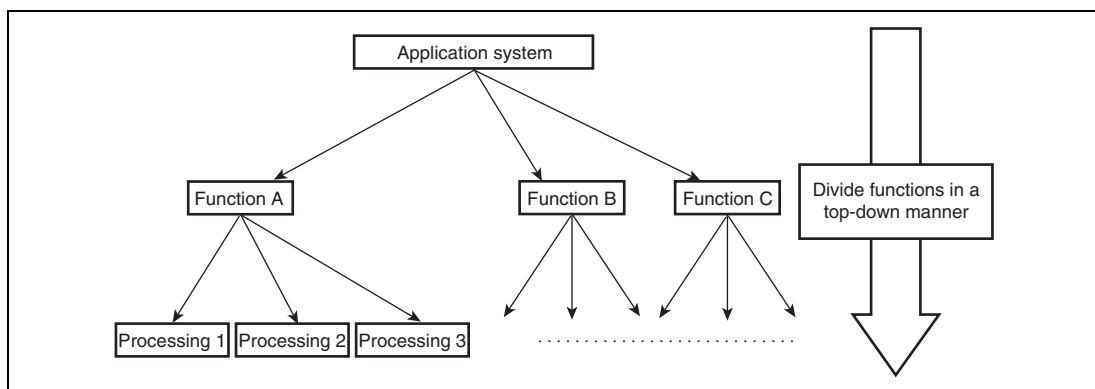 Application system
Function A
Function B
Function C
Divide functions in a
top-down manner
Processing 1
Processing 2
Processing 3